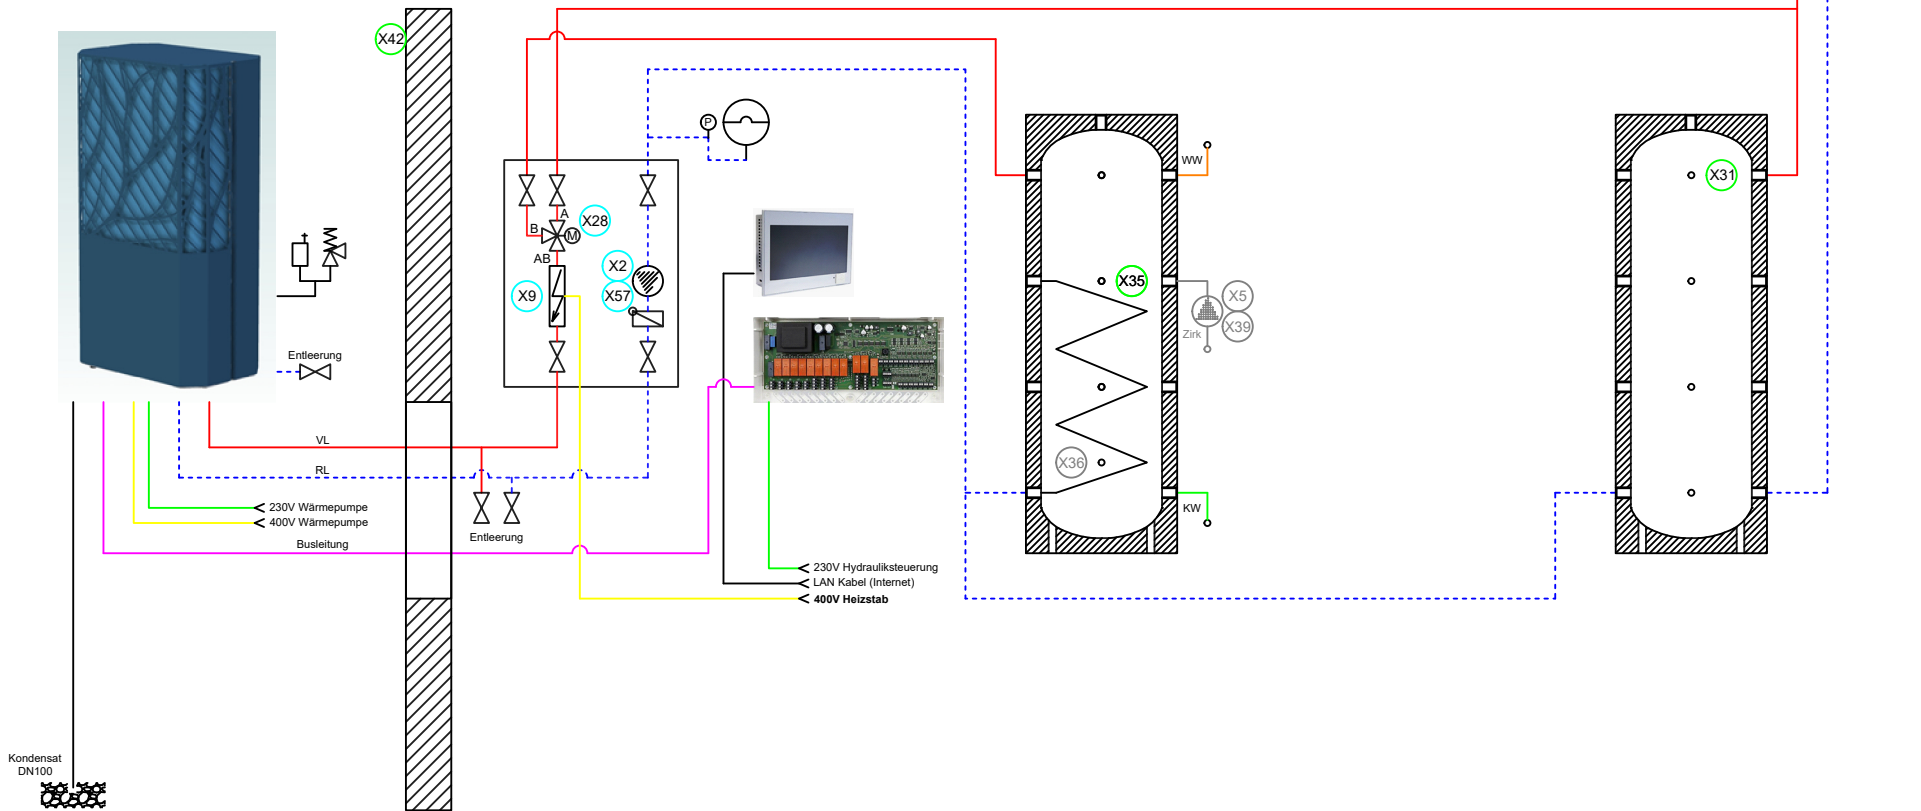 X42
P
WW
X31
A
X28
B
M
AB
X2
X35
X9
X57
X5
X39
Zirk
Entleerung
VL
X36
RL
230V Wärmepumpe
KW
400V Wärmepumpe
Entleerung
Busleitung
230V Hydrauliksteuerung
LAN Kabel (Internet)
400V Heizstab
Kondensat
DN100